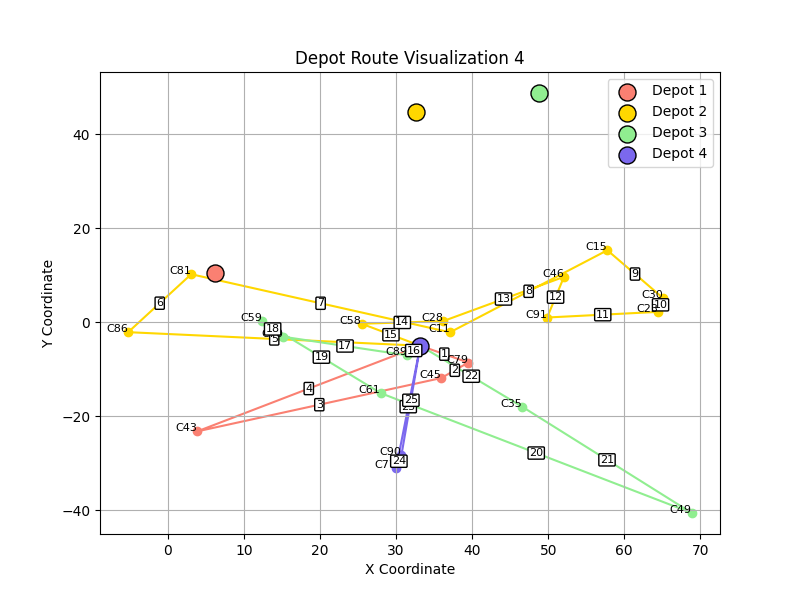 Depot Route Visualization 4
Depot 1
Depot 2
Depot 3
Depot 4
Y Coordinate
40
20
0
−20
−40
0
10
20
30
40
50
60
70
X Coordinate
C81
C15
C46
C30
C59
C58
C28
C91
C86
C11
C89
C79
C45
C61
C35
C43
C90
C7
C49
1
2
3
4
5
6
7
8
9
10
11
12
13
14
15
16
17
18
19
20
21
22
24
25